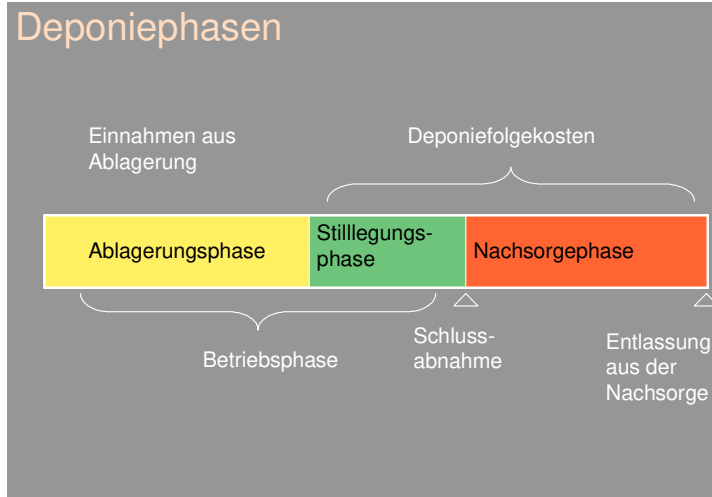 Deponiephasen
Einnahmen aus
Ablagerung
Deponiefolgekosten
Ablagerungsphase
Stilllegungs-
phase
Nachsorgephase
Betriebsphase
Schluss-
abnahme
Entlassung
aus der
Nachsorge